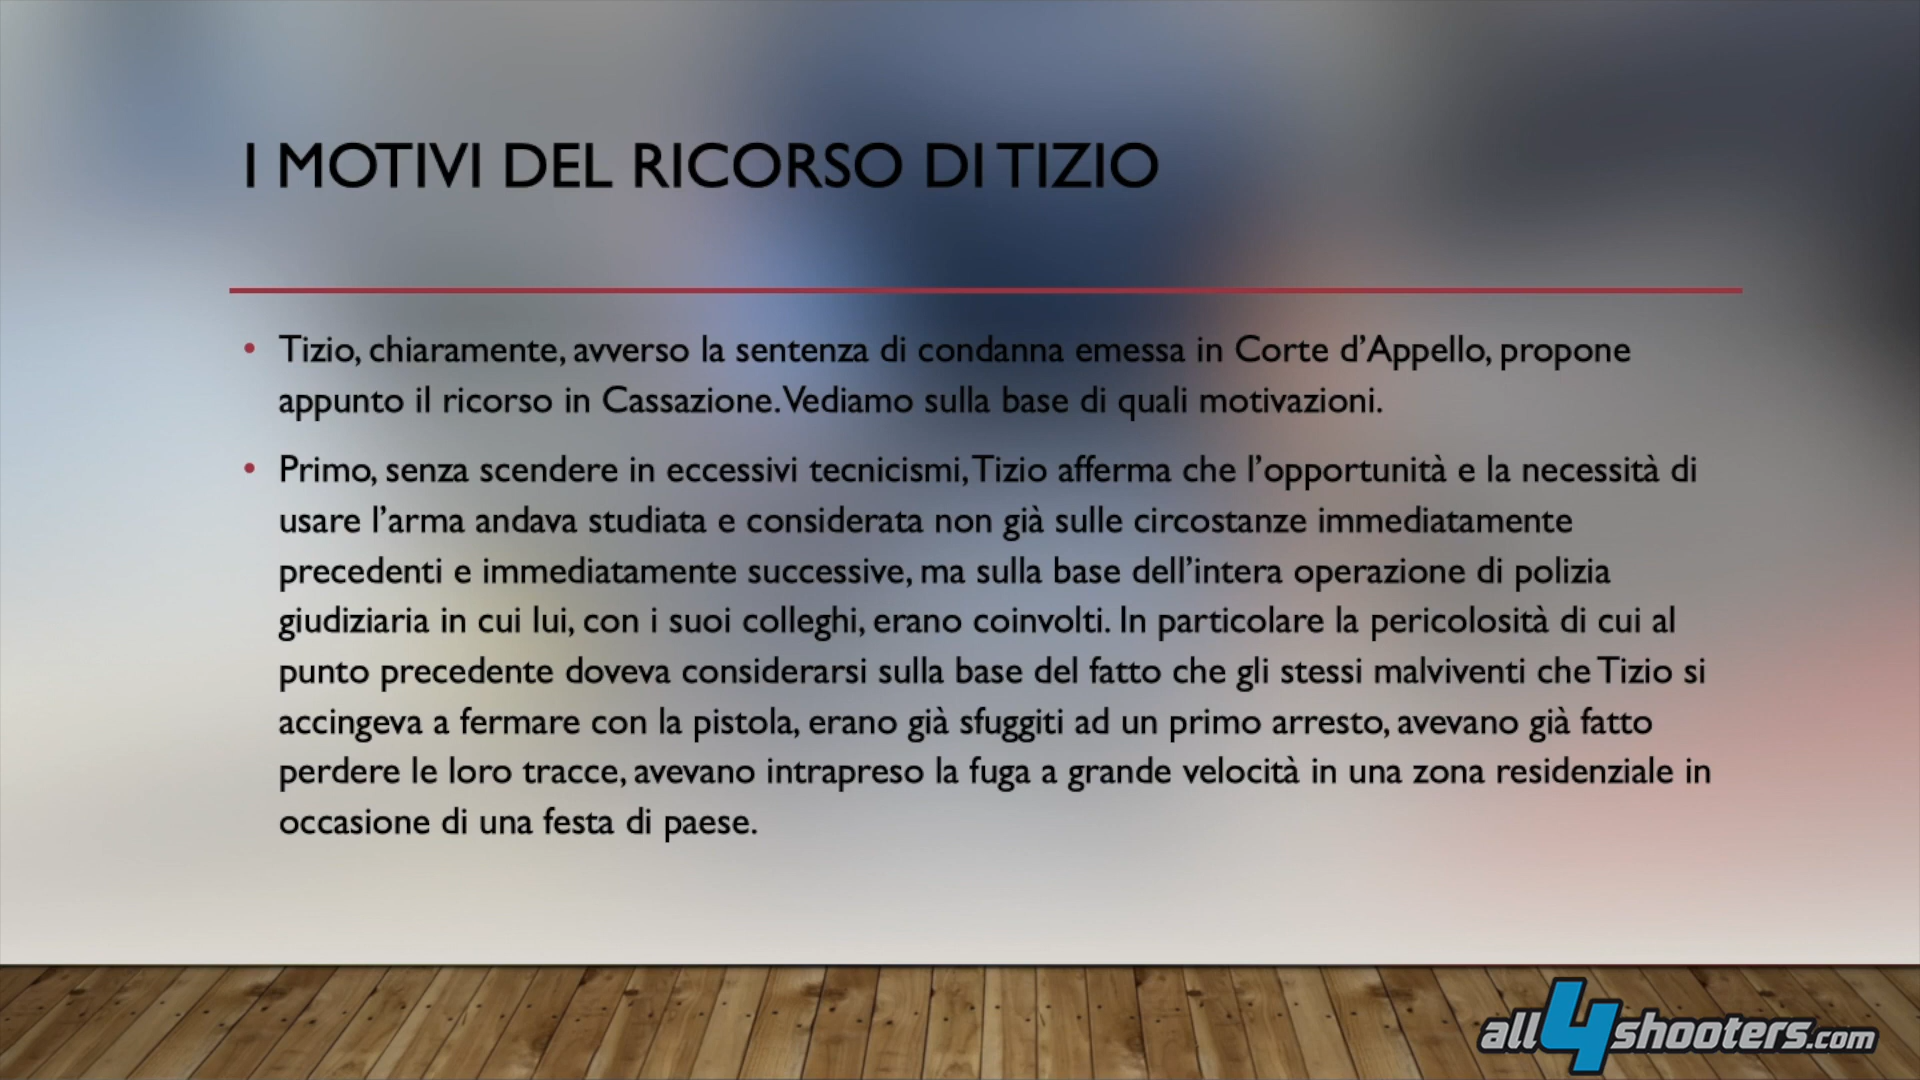 I MOTIVI DEL RICORSO DI TIZIO
• Tizio, chiaramente, avverso la sentenza di condanna emessa in Corte d’Appello, propone
appunto il ricorso in Cassazione. Vediamo sulla base di quali motivazioni.
• Primo, senza scendere in eccessivi tecnicismi, Tizio afferma che l’opportunità e la necessità di
usare l’arma andava studiata e considerata non già sulle circostanze immediatamente
precedenti e immediatamente successive, ma sulla base dell’intera operazione di polizia
giudiziaria in cui lui, con i suoi colleghi, erano coinvolti. In particolare la pericolosità di cui al
punto precedente doveva considerarsi sulla base del fatto che gli stessi malviventi che Tizio si
accingeva a fermare con la pistola, erano già sfuggiti ad un primo arresto, avevano già fatto
perdere le loro tracce, avevano intrapreso la fuga a grande velocità in una zona residenziale in
occasione di una festa di paese.
all4shooters.com